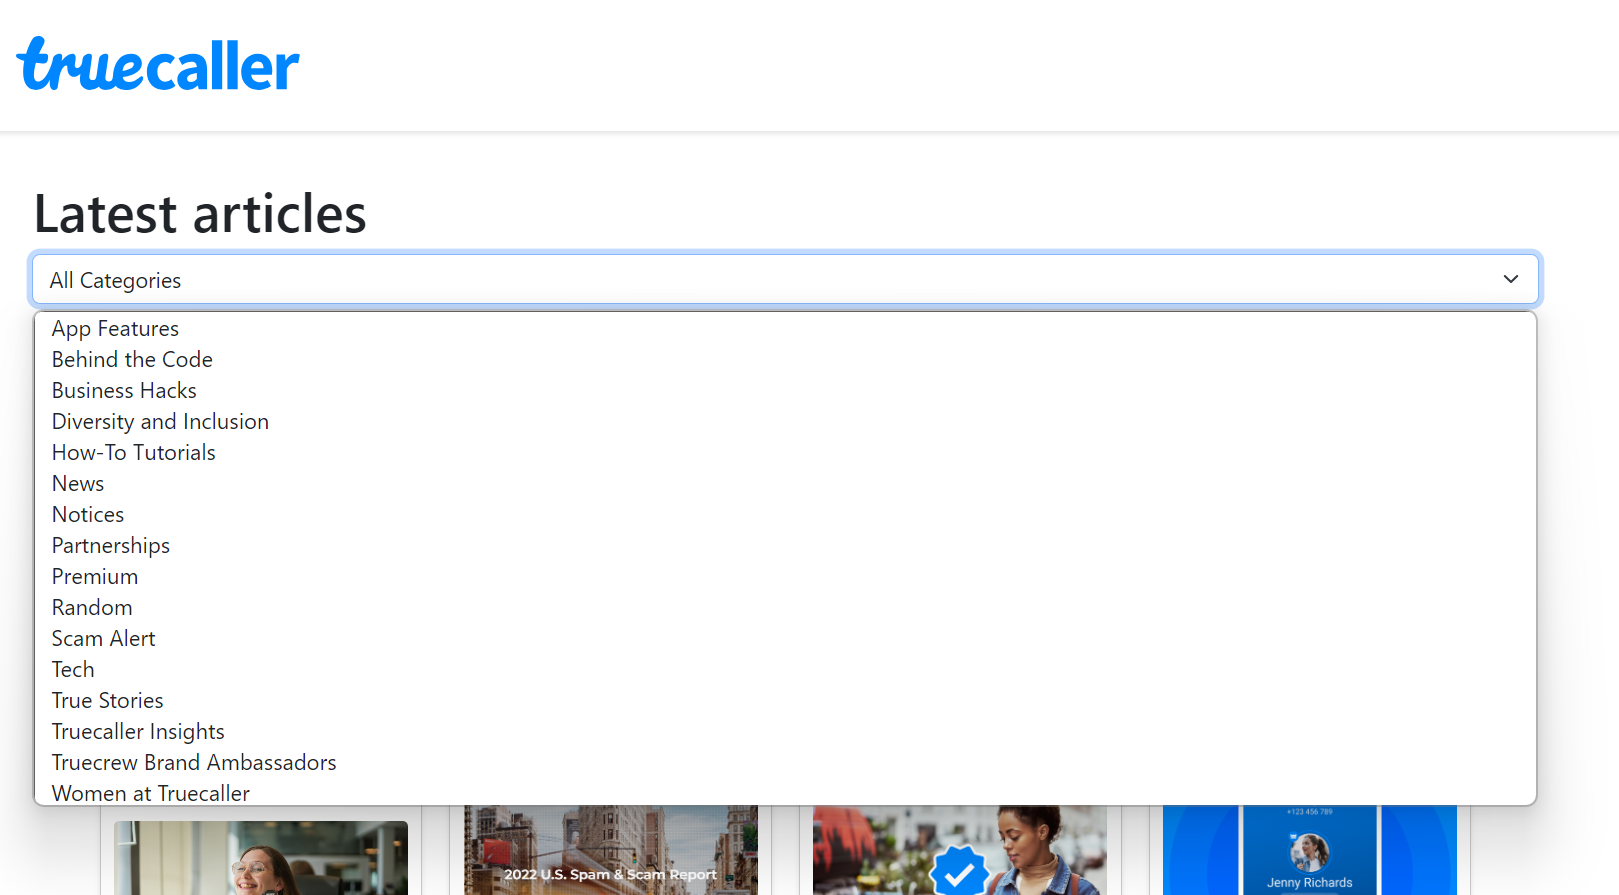 truecaller
Latest articles
All Categories
App Features
Behind the Code
Business Hacks
Diversity and Inclusion
How-To Tutorials
News
Notices
Partnerships
Premium
Random
Scam Alert
Tech
True Stories
Truecaller Insights
Truecrew Brand Ambassadors
Women at Truecaller
+123 456 789
2022 U.S. Spam & Scam Report
Jenny Richards